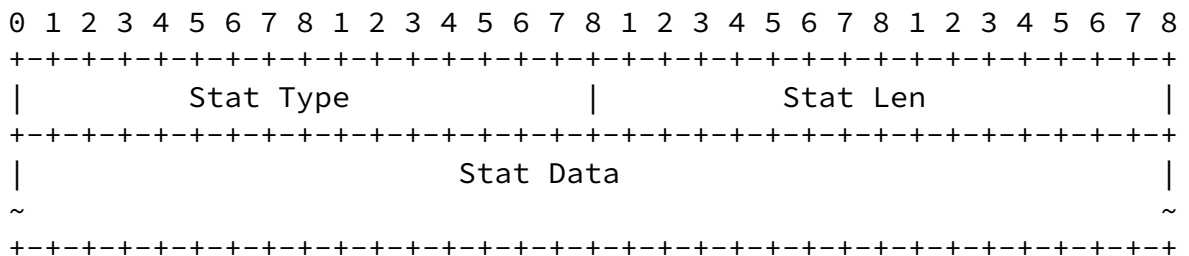 0 1 2 3 4 5 6 7 8 1 2 3 4 5 6 7 8 1 2 3 4 5 6 7 8 1 2 3 4 5 6 7 8
+-+-+-+-+-+-+-+-+-+-+-+-+-+-+-+-+-+-+-+-+-+-+-+-+-+-+-+-+-+-+-+-+
|         Stat Type             |          Stat Len             |
+-+-+-+-+-+-+-+-+-+-+-+-+-+-+-+-+-+-+-+-+-+-+-+-+-+-+-+-+-+-+-+-+
|                        Stat Data                              |
~                                                               ~
+-+-+-+-+-+-+-+-+-+-+-+-+-+-+-+-+-+-+-+-+-+-+-+-+-+-+-+-+-+-+-+-+